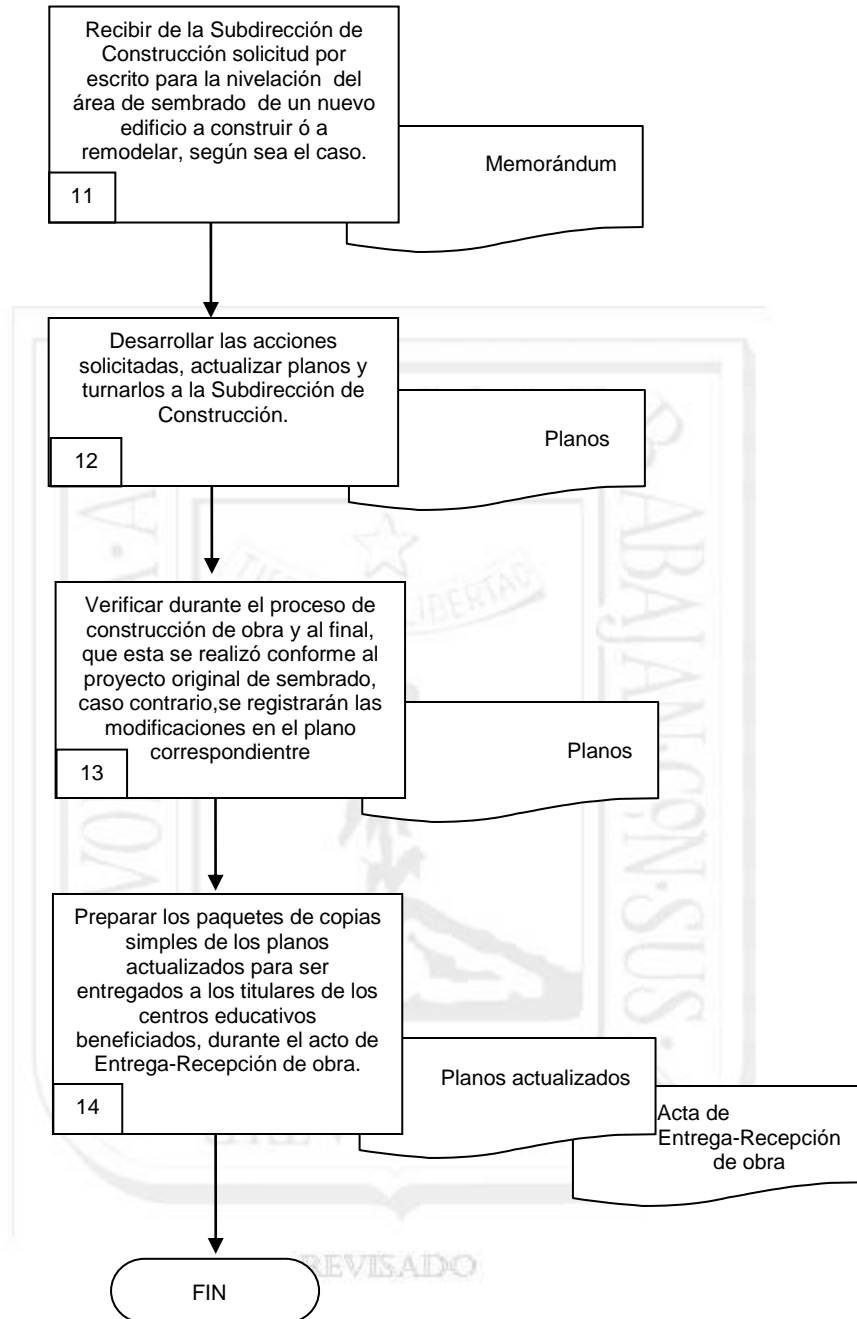 Recibir de la Subdirección de
Construcción solicitud por
escrito para la nivelación del
área de sembrado de un nuevo
edificio a construir ó a
remodelar, según sea el caso.
11
Memorándum
Desarrollar las acciones
solicitadas, actualizar planos y
turnarlos a la Subdirección de
Construcción.
12
Planos
Verificar durante el proceso de
construcción de obra y al final,
que esta se realizó conforme al
proyecto original de sembrado,
caso contrario,se registrarán las
modificaciones en el plano
correspondientre
13
Planos
Preparar los paquetes de copias
simples de los planos
actualizados para ser
entregados a los titulares de los
centros educativos
beneficiados, durante el acto de
Entrega-Recepción de obra.
14
Planos actualizados
Acta de
Entrega-Recepción
de obra
FIN
REVISADO
LIBERTAD
ABAJAN·CON·SUS·